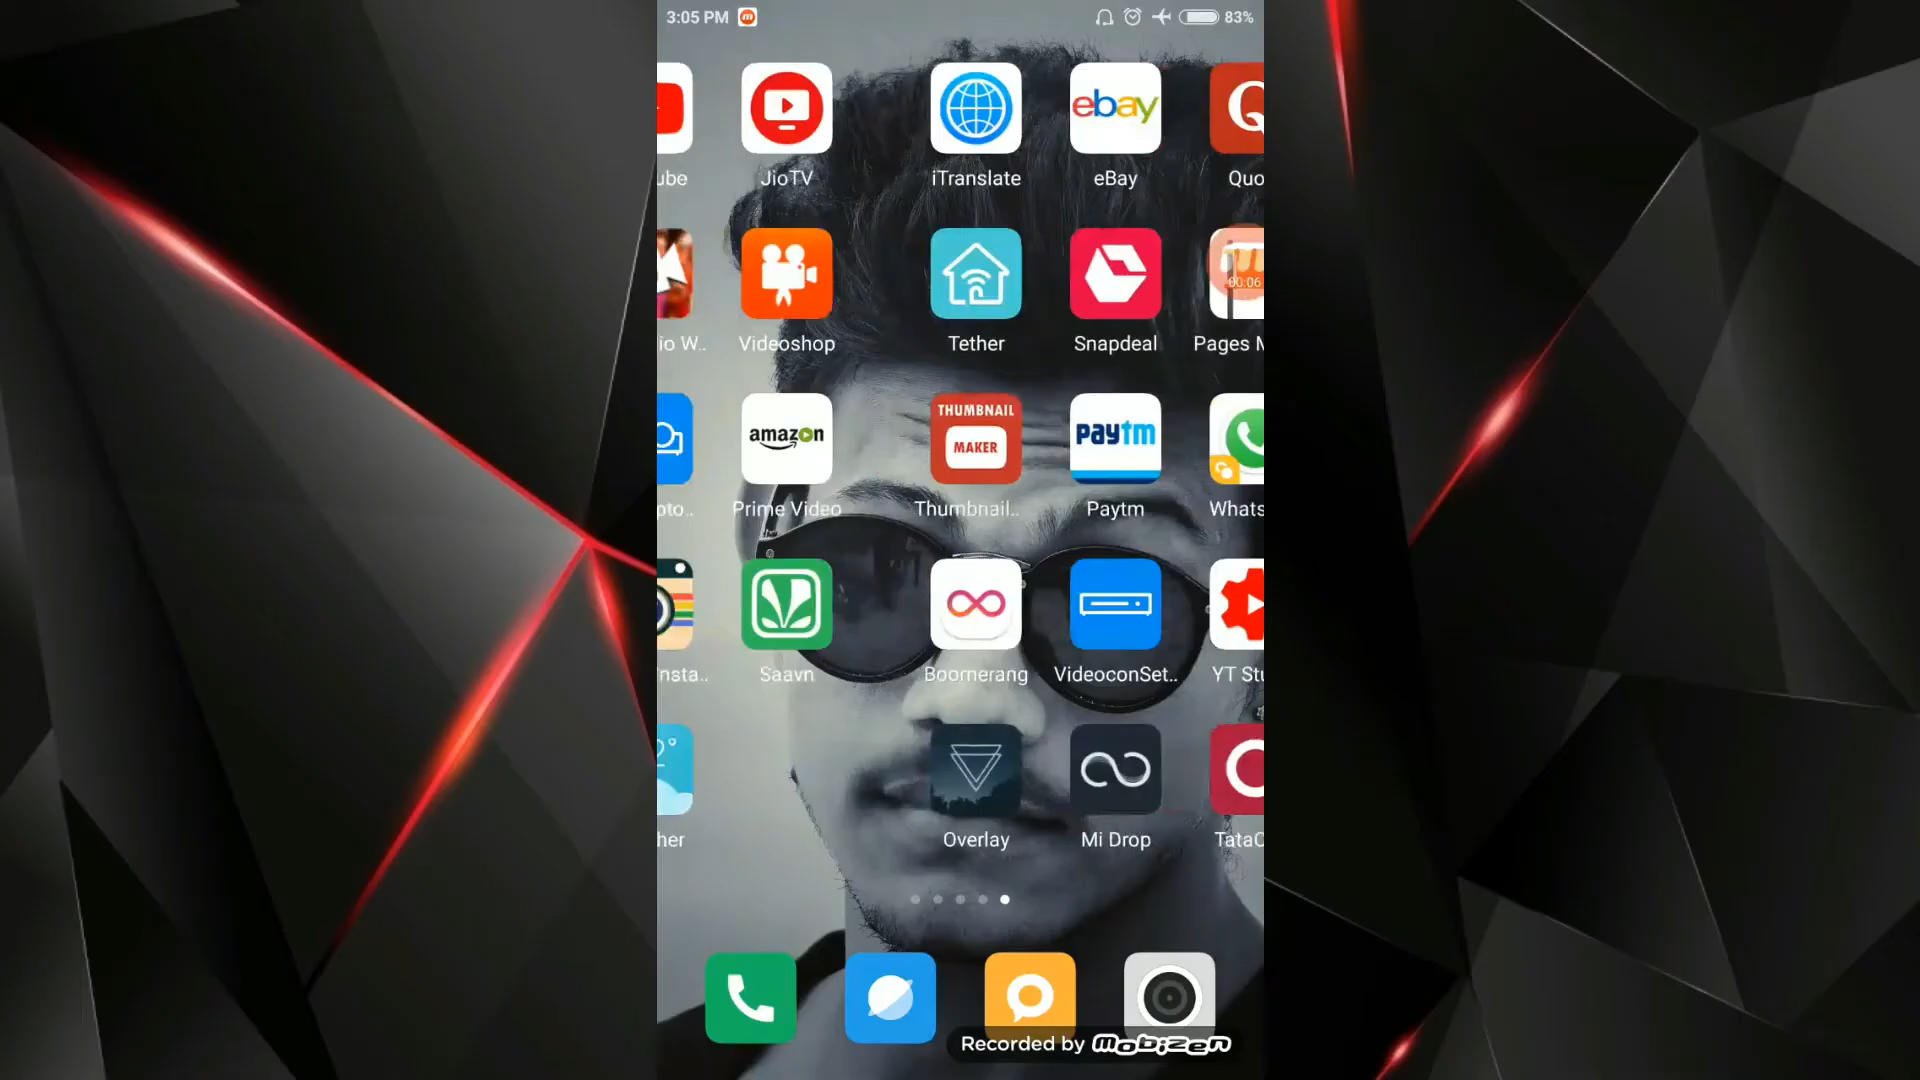 3:05 PM 83%
ebay
ube JioTV iTranslate eBay Quo
00:06
io W.. Videoshop Tether Snapdeal Pages M
amazon THUMBNAIL MAKER paytm
pto.. Prime Video Thumbnail.. Paytm Whats
nsta.. Saavn Boomerang VideoconSet.. YT Stu
2°
her Overlay Mi Drop TataC
Recorded by mobizen